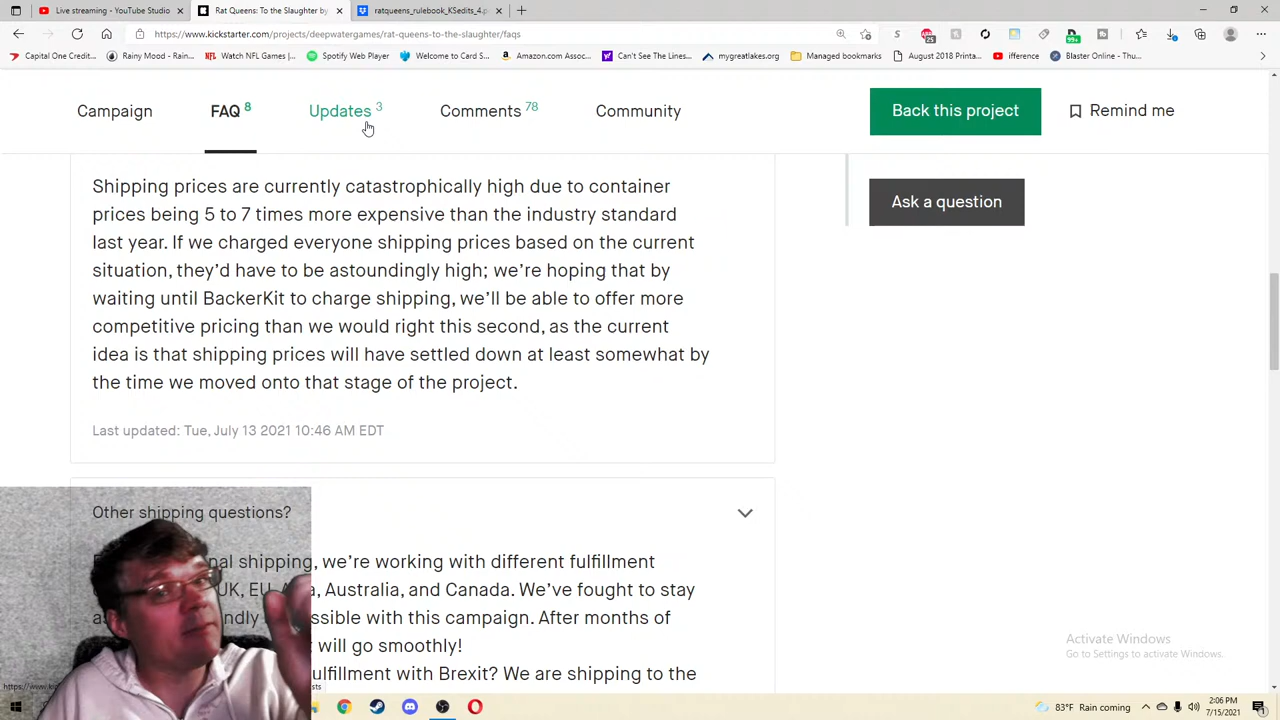 Live streaming - YouTube Studio
Rat Queens: To the Slaughter by
ratqueens_rulebook_KSedits_4.p
https://www.kickstarter.com/projects/deepwatergames/rat-queens-to-the-slaughter/faqs
Capital One Credit...
Rainy Mood - Rain...
Watch NFL Games |...
Spotify Web Player
Welcome to Card S...
Amazon.com Assoc...
Can't See the Lines...
mygreatlakes.org
Managed bookmarks
August 2018 Printa...
ifference
Blaster Online - Thu...
Campaign
FAQ 8
Updates 3
Comments 78
Community
Back this project
Remind me
Shipping prices are currently catastrophically high due to container
prices being 5 to 7 times more expensive than the industry standard
last year. If we charged everyone shipping prices based on the current
situation, they'd have to be astoundingly high; we're hoping that by
waiting until BackerKit to charge shipping, we'll be able to offer more
competitive pricing than we would right this second, as the current
idea is that shipping prices will have settled down at least somewhat by
the time we moved onto that stage of the project.
Last updated: Tue, July 13 2021 10:46 AM EDT
Ask a question
Other shipping questions?
nal shipping, we're working with different fulfillment
UK, EU, Australia, and Canada. We've fought to stay
ssible with this campaign. After months of
will go smoothly!
ulfillment with Brexit? We are shipping to the
Activate Windows
Go to Settings to activate Windows.
83°F Rain coming
2:06 PM
7/15/2021